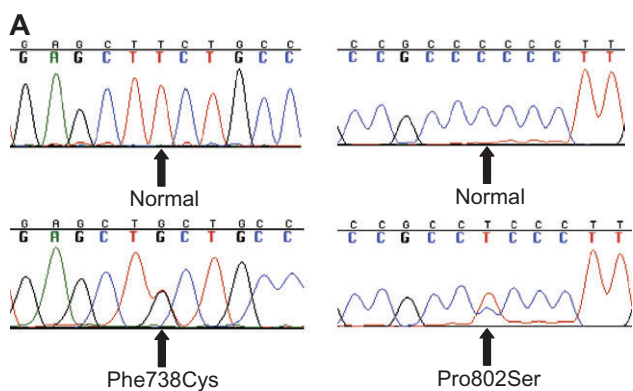 A
G A G C T T C T G C C
G A G C T T C T G C C
Normal
C C G C C C C C C T T
C C G C C C C C C T T
Normal
G A G C T G C T G C C
G A G C T G C T G C C
Phe738Cys
C C G C C T C C C T T
C C G C C T C C C T T
Pro802Ser